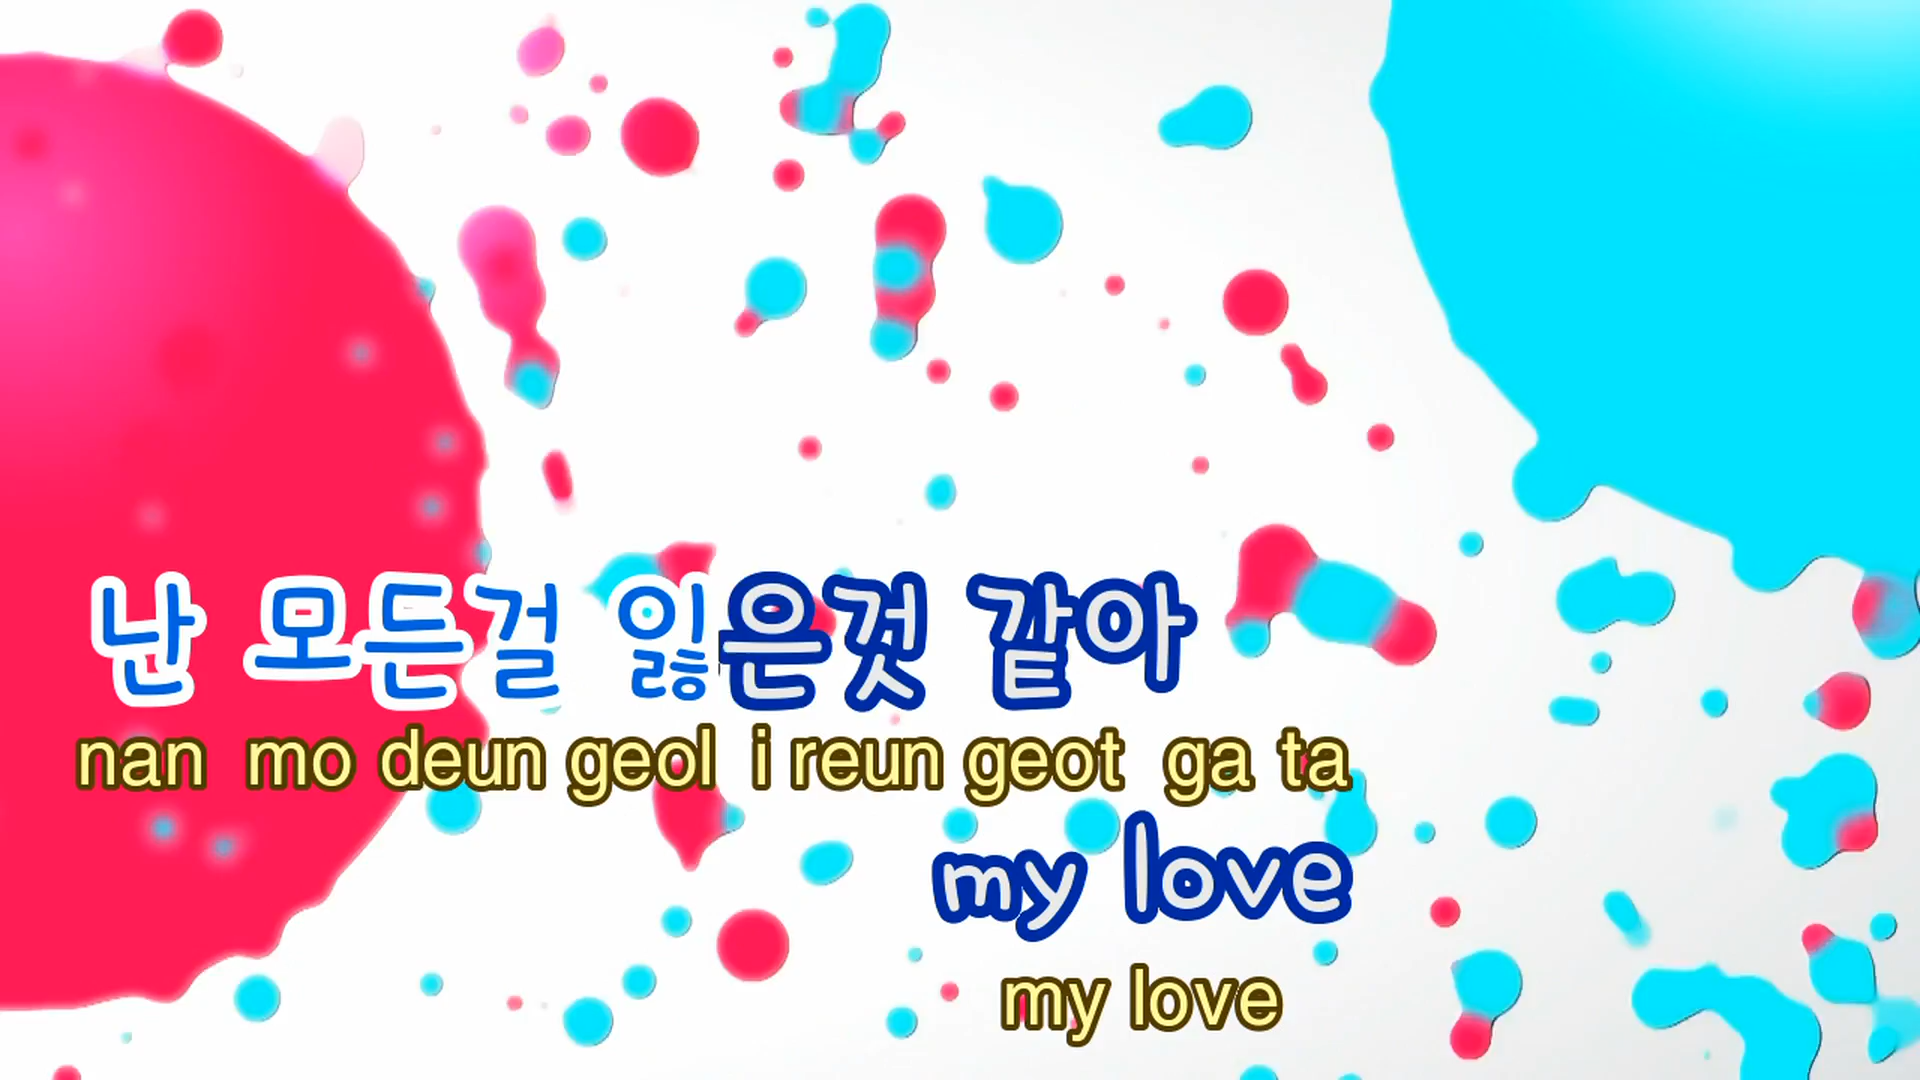 난 모든걸 잃은것 같아
nan mo deun geol i reun geot ga ta
my love
my love